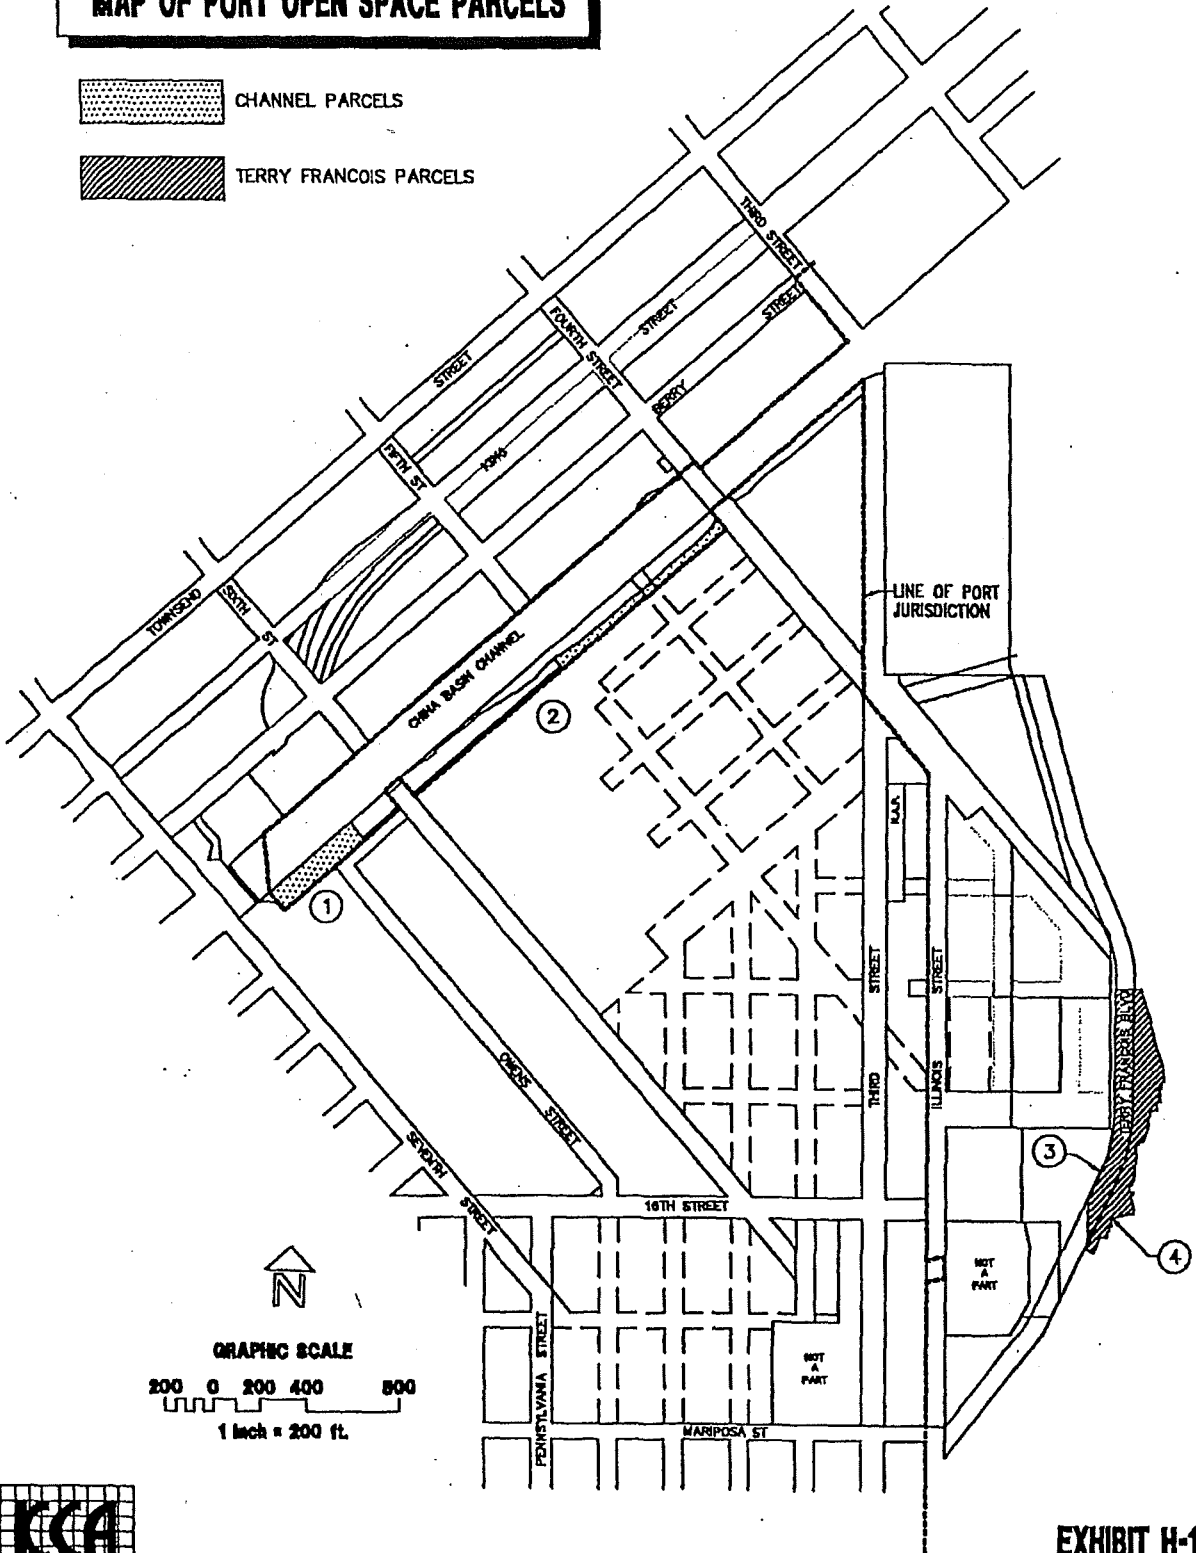 MAP OF PORT OPEN SPACE PARCELS
CHANNEL PARCELS
TERRY FRANCOIS PARCELS
THIRD STREET
STREET
STREET
FOURTH STREET
BERRY
STREET
KING
FIFTH ST
TOWNSEND
SIXTH ST
CHINA BASIN CHANNEL
LINE OF PORT
JURISDICTION
2
1
N.A.P.
STREET
STREET
THIRD
ILLINOIS
TERRY FRANCOIS BLVD
OWENS
STREET
SEVENTH
STREET
16TH STREET
3
4
NOT
A
PART
NOT
A
PART
N
GRAPHIC SCALE
200 0 200 400 800
1 inch = 200 ft.
PENNSYLVANIA STREET
MARIPOSA ST
KCA
EXHIBIT H-1